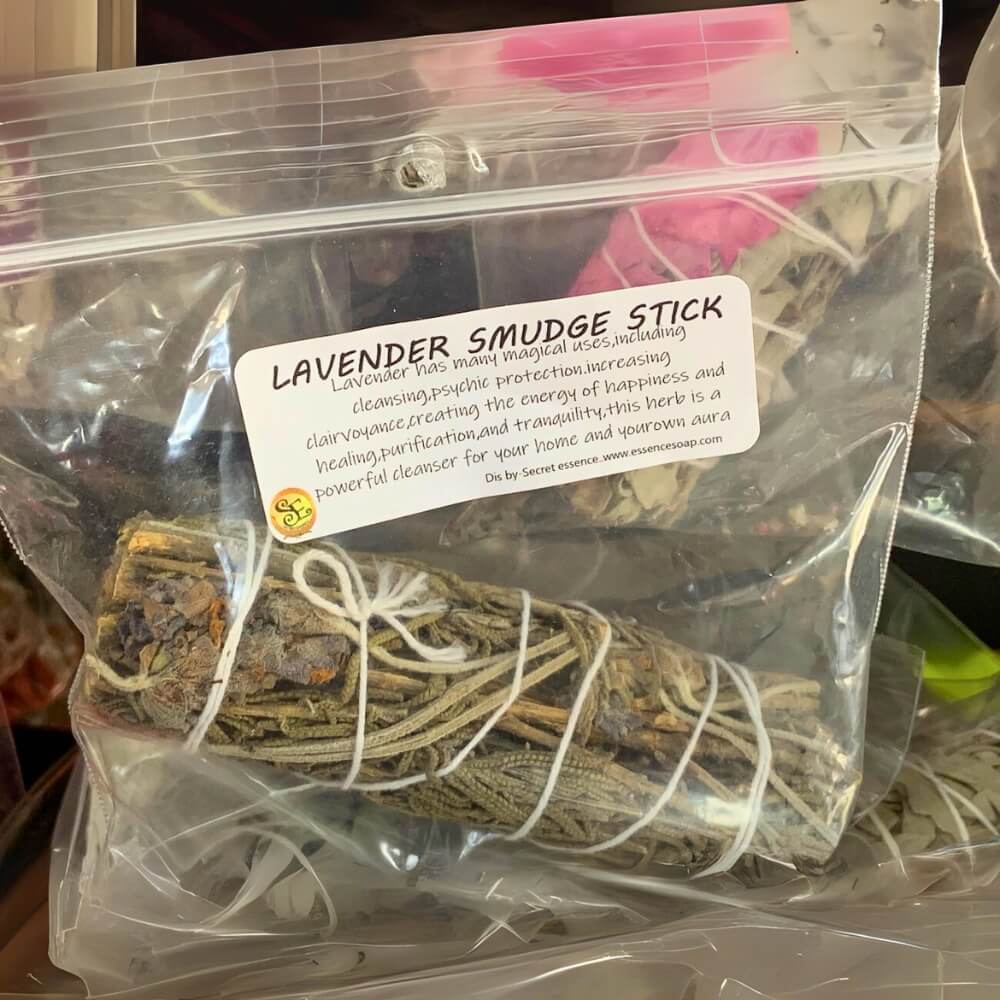 LAVENDER SMUDGE STICK
Lavender has many magical uses,including
cleansing,psychic protection.increasing
clairvoyance,creating the energy of happiness and
healing,purification,and tranquility,this herb is a
powerful cleanser for your home and yourown aura
Dis by-Secret essence..www.essencesoap.com
SE